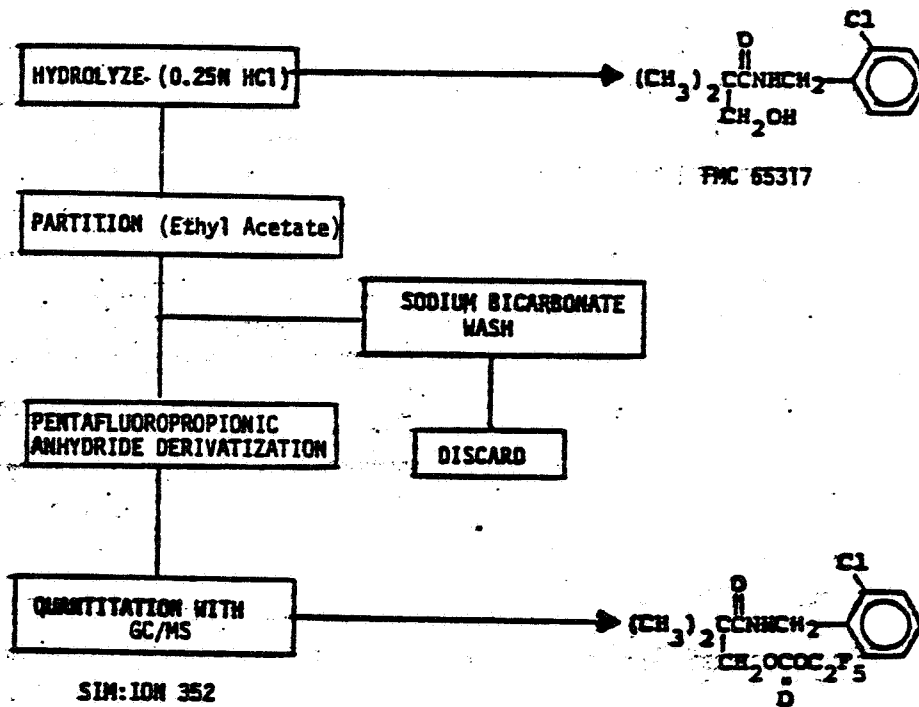 HYDROLYZE (0.25N HCl)
Cl
O
(CH3)2CCNHCH2
CH2OH
FMC 65317
PARTITION (Ethyl Acetate)
SODIUM BICARBONATE
WASH
PENTAFLUOROPROPIONIC
ANHYDRIDE DERIVATIZATION
DISCARD
QUANTITATION WITH
GC/MS
Cl
O
(CH3)2CCNHCH2
CH2OCOC2F5
O
SIM:ION 352